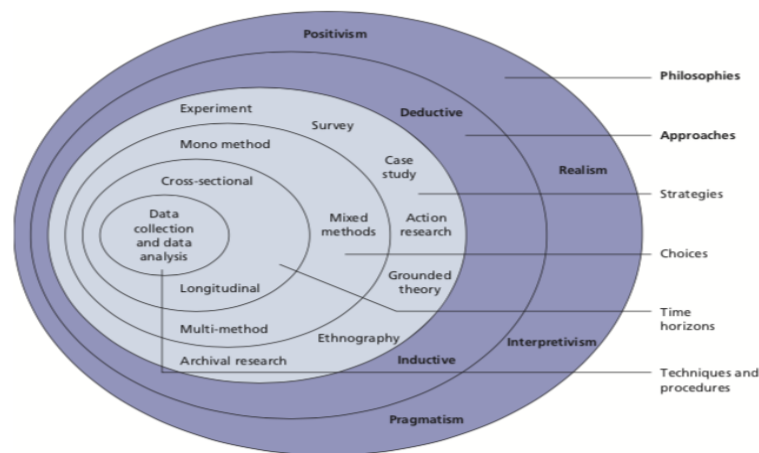 Positivism
Philosophies
Experiment
Deductive
Survey
Approaches
Mono method
Case
study
Realism
Cross-sectional
Strategies
Data
collection
and data
analysis
Mixed
methods
Action
research
Choices
Grounded
theory
Longitudinal
Time
horizons
Multi-method
Ethnography
Interpretivism
Archival research
Inductive
Techniques and
procedures
Pragmatism